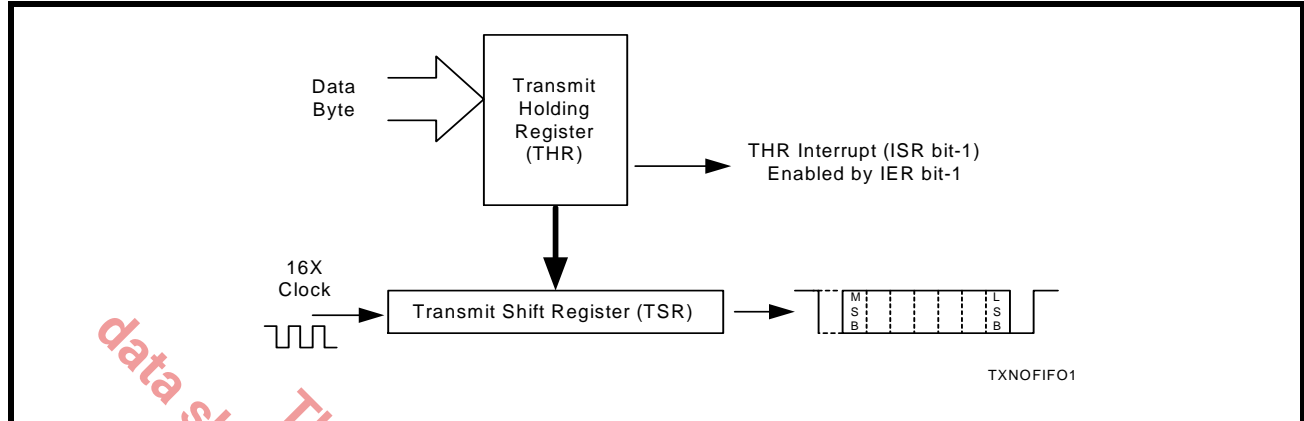 Data
Byte
Transmit
Holding
Register
(THR)
THR Interrupt (ISR bit-1)
Enabled by IER bit-1
16X
Clock
Transmit Shift Register (TSR)
M
S
B
L
S
B
TXNOFIFO1
data